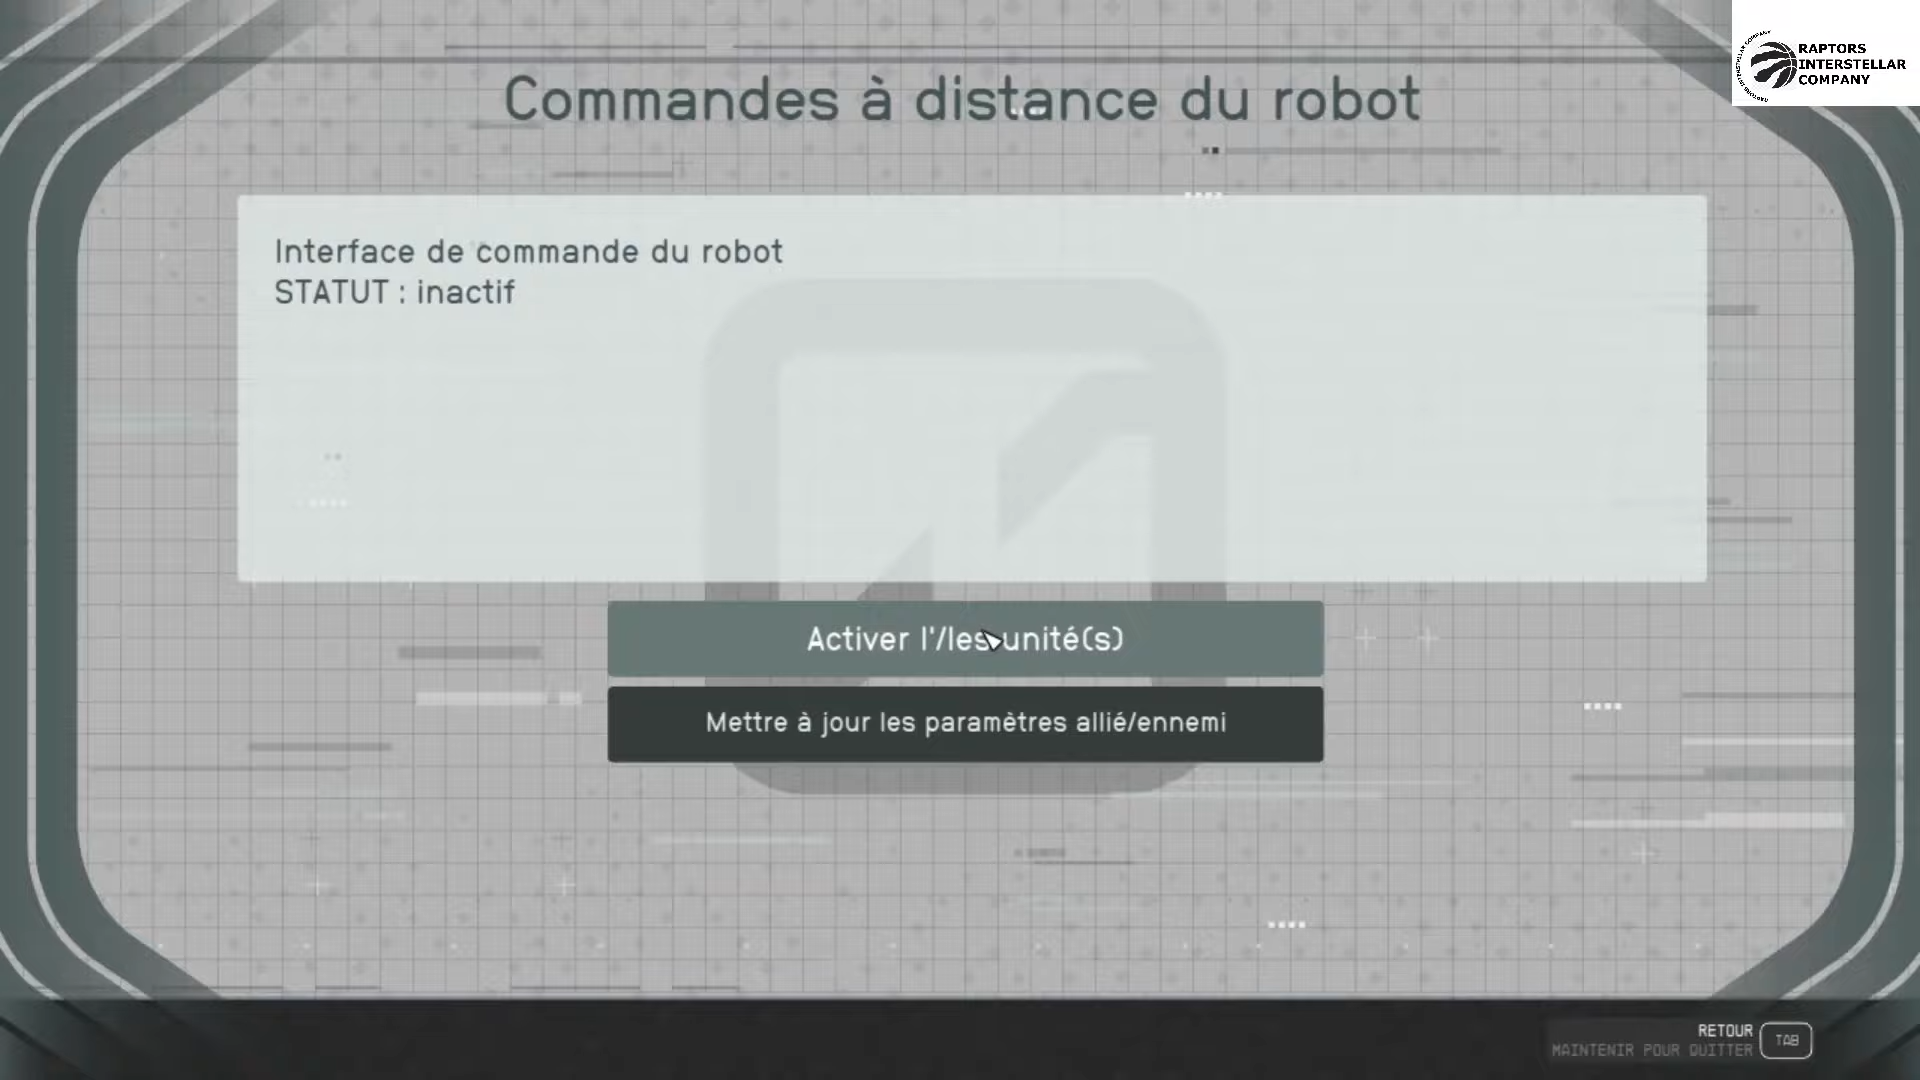 RAPTORS
INTERSTELLAR
COMPANY
Commandes à distance du robot
Interface de commande du robot
STATUT : inactif
Activer l'/les unité(s)
Mettre à jour les paramètres allié/ennemi
RETOUR
MAINTENIR POUR QUITTER
TAB